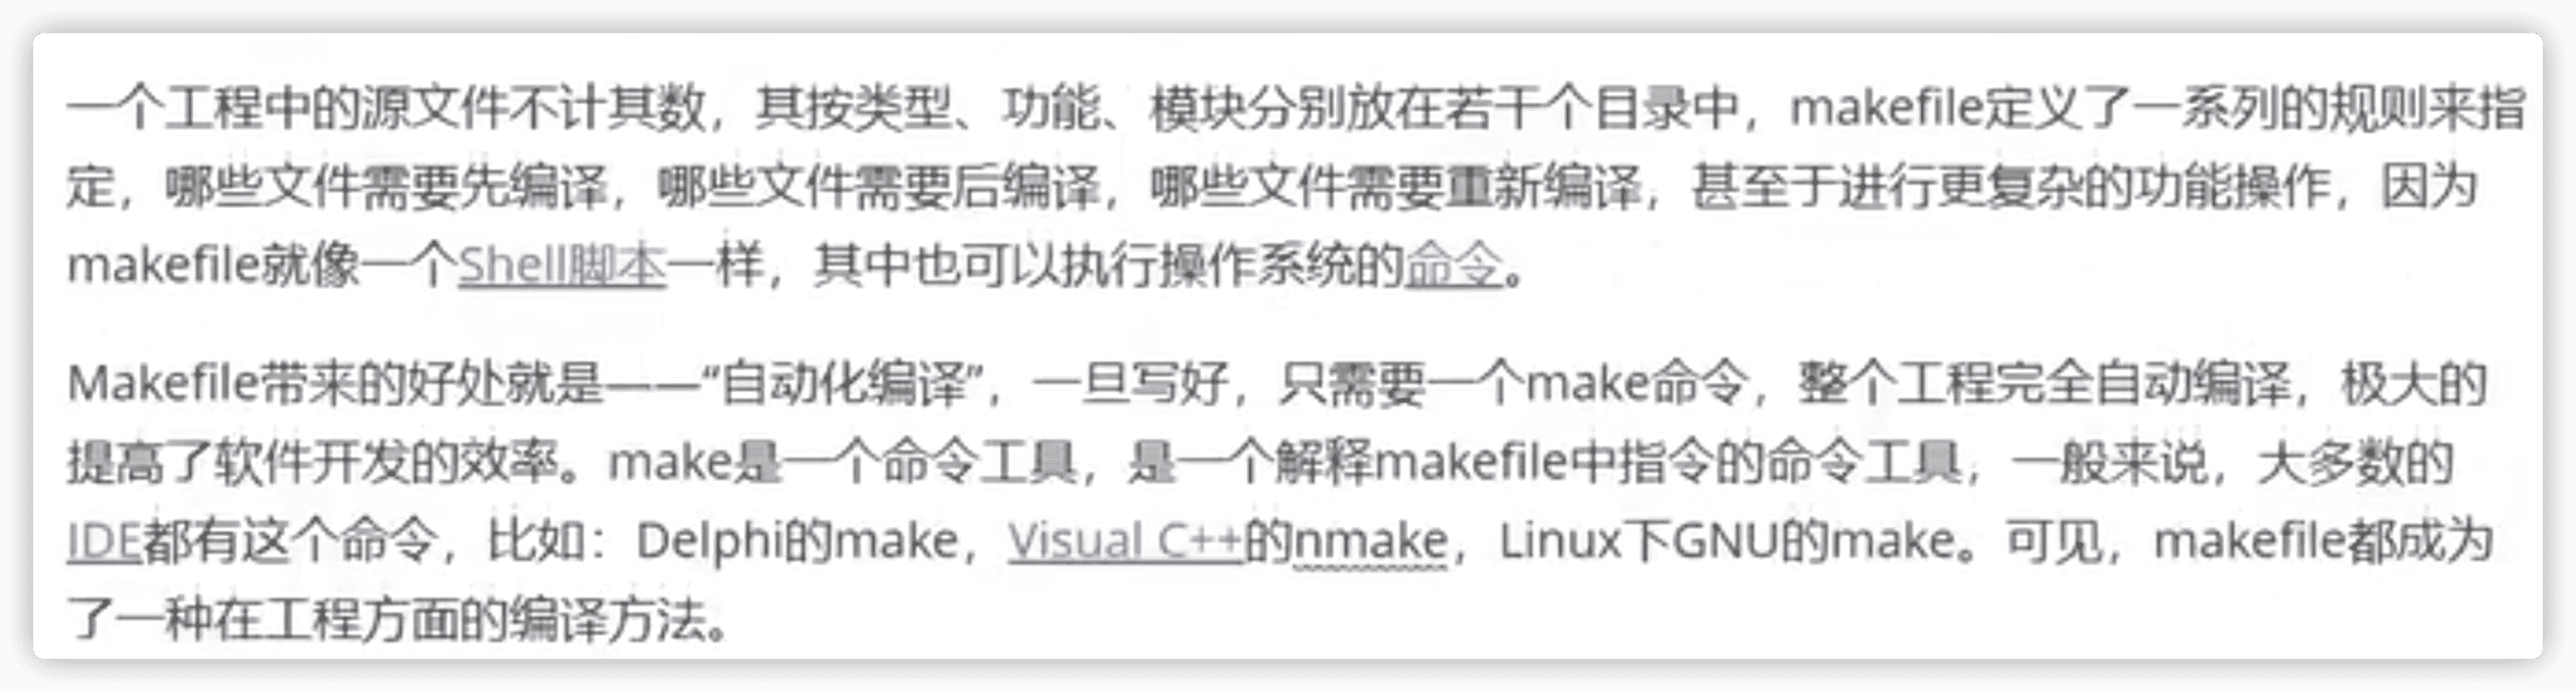 一个工程中的源文件不计其数，其按类型、功能、模块分别放在若干个目录中，makefile定义了一系列的规则来指
定，哪些文件需要先编译，哪些文件需要后编译，哪些文件需要重新编译，甚至于进行更复杂的功能操作，因为
makefile就像一个Shell脚本一样，其中也可以执行操作系统的命令。
Makefile带来的好处就是——“自动化编译”，一旦写好，只需要一个make命令，整个工程完全自动编译，极大的
提高了软件开发的效率。make是一个命令工具，是一个解释makefile中指令的命令工具，一般来说，大多数的
IDE都有这个命令，比如：Delphi的make，Visual C++的nmake，Linux下GNU的make。可见，makefile都成为
了一种在工程方面的编译方法。